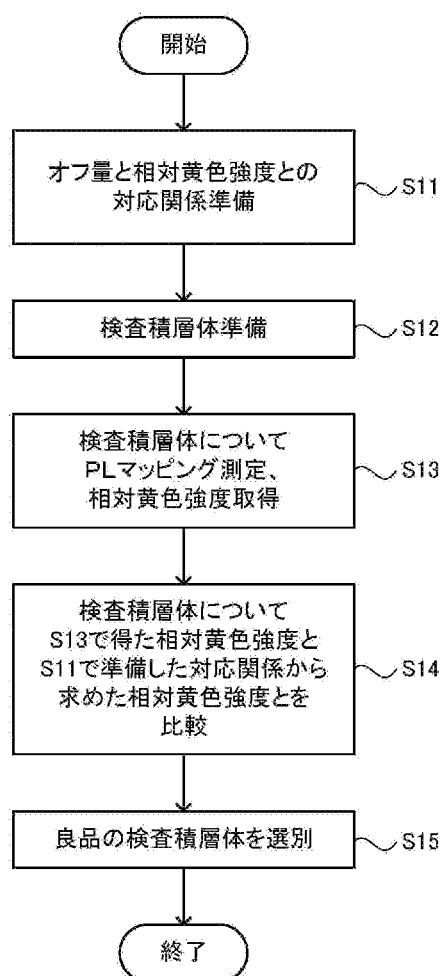 開始
オフ量と相対黄色強度との
対応関係準備
S11
検査積層体準備
S12
検査積層体について
PLマッピング測定、
相対黄色強度取得
S13
検査積層体について
S13で得た相対黄色強度と
S11で準備した対応関係から
求めた相対黄色強度とを
比較
S14
良品の検査積層体を選別
S15
終了